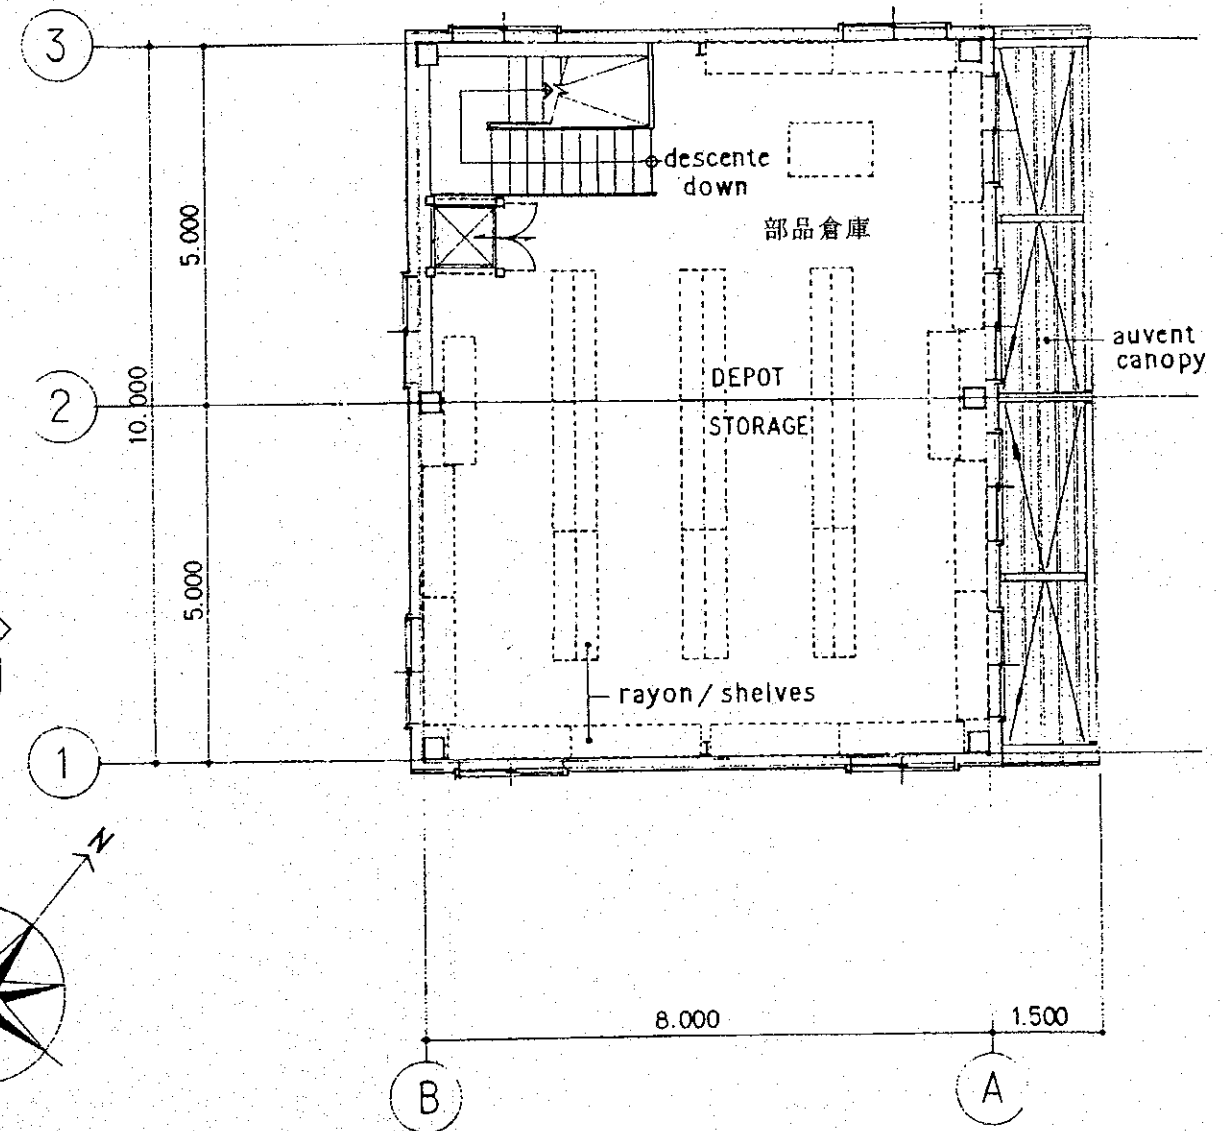 3
descente
down
部品倉庫
5.000
auvent
canopy
DEPOT
2
10.000
STORAGE
5.000
rayon / shelves
1
N
8.000
1.500
B
A